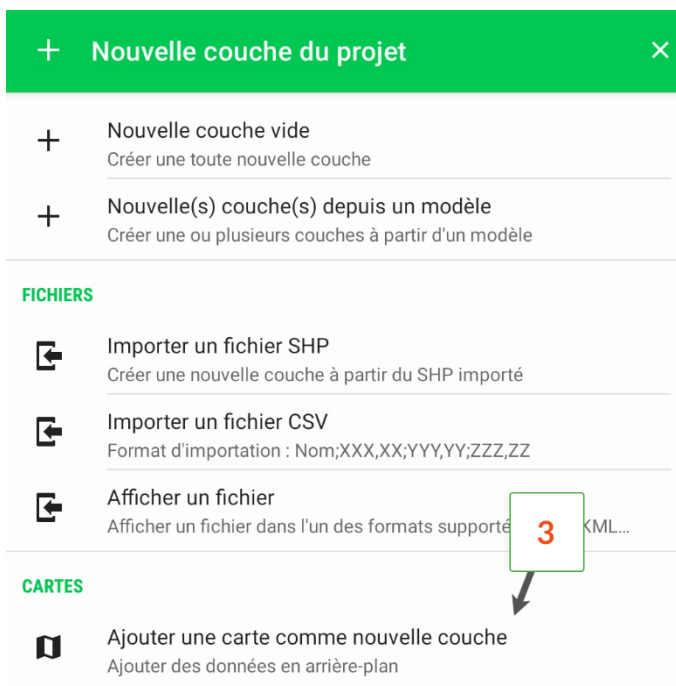 Nouvelle couche du projet
Nouvelle couche vide
Créer une toute nouvelle couche
Nouvelle(s) couche(s) depuis un modèle
Créer une ou plusieurs couches à partir d'un modèle
FICHIERS
Importer un fichier SHP
Créer une nouvelle couche à partir du SHP importé
Importer un fichier CSV
Format d'importation : Nom;XXX,XX;YYY,YY;ZZZ,ZZ
Afficher un fichier
Afficher un fichier dans l'un des formats supporté KML...
3
CARTES
Ajouter une carte comme nouvelle couche
Ajouter des données en arrière-plan